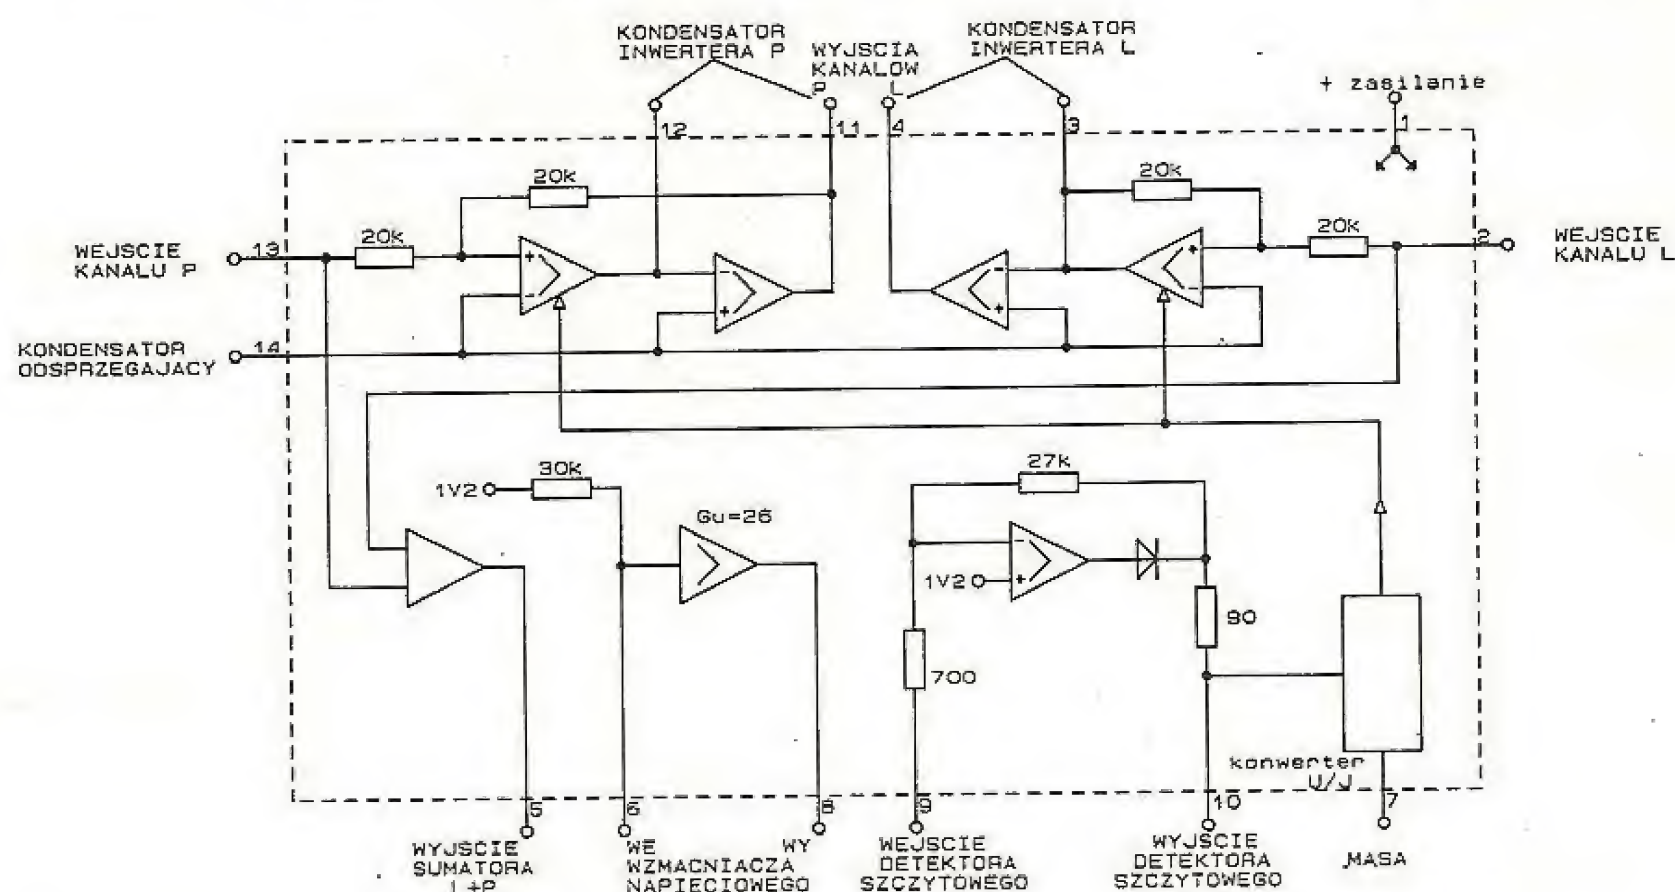 KONDENSATOR
INWERTERA P
WYJSCIA
KANALOW
P
L
KONDENSATOR
INWERTERA L
+ zasilanie
12
11
4
3
1
20k
20k
WEJSCIE
KANALU P
13
20k
+
-
-
+
-
+
+
-
20k
2
WEJSCIE
KANALU L
KONDENSATOR
ODSPRZEGAJACY
14
1V2
30k
Gu=26
27k
1V2
-
+
700
90
konwerter
U/J
5
6
8
9
10
7
WYJSCIE
SUMATORA
L+P
WE WY
WZMACNIACZA
NAPIECIOWEGO
WEJSCIE
DETEKTORA
SZCZYTOWEGO
WYJSCIE
DETEKTORA
SZCZYTOWEGO
MASA